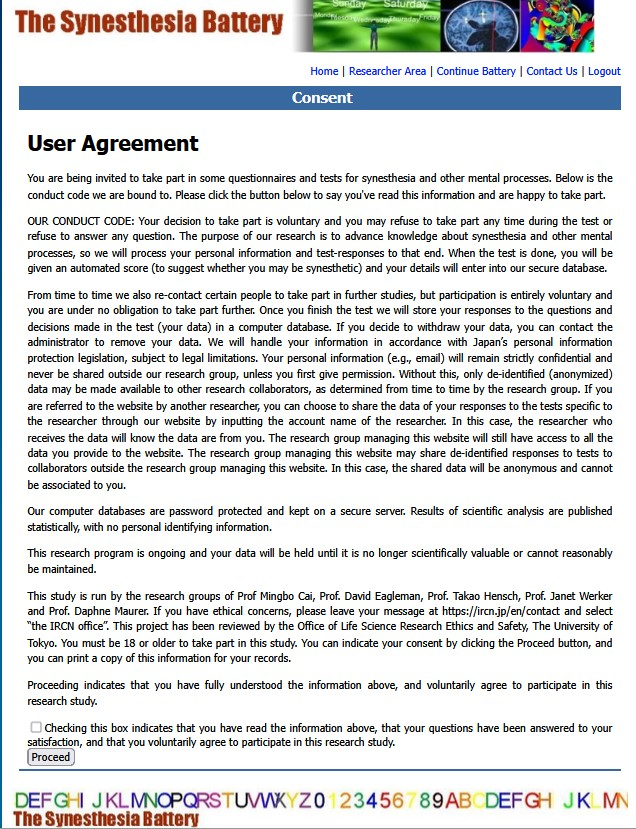 The Synesthesia Battery
Sunday Saturday
Tuesday Wednesday Thursday Friday
Home | Researcher Area | Continue Battery | Contact Us | Logout
Consent
User Agreement
You are being invited to take part in some questionnaires and tests for synesthesia and other mental processes. Below is the
conduct code we are bound to. Please click the button below to say you've read this information and are happy to take part.
OUR CONDUCT CODE: Your decision to take part is voluntary and you may refuse to take part any time during the test or
refuse to answer any question. The purpose of our research is to advance knowledge about synesthesia and other mental
processes, so we will process your personal information and test-responses to that end. When the test is done, you will be
given an automated score (to suggest whether you may be synesthetic) and your details will enter into our secure database.
From time to time we also re-contact certain people to take part in further studies, but participation is entirely voluntary and
you are under no obligation to take part further. Once you finish the test we will store your responses to the questions and
decisions made in the test (your data) in a computer database. If you decide to withdraw your data, you can contact the
administrator to remove your data. We will handle your information in accordance with Japan's personal information
protection legislation, subject to legal limitations. Your personal information (e.g., email) will remain strictly confidential and
never be shared outside our research group, unless you first give permission. Without this, only de-identified (anonymized)
data may be made available to other research collaborators, as determined from time to time by the research group. If you
are referred to the website by another researcher, you can choose to share the data of your responses to the tests specific to
the researcher through our website by inputting the account name of the researcher. In this case, the researcher who
receives the data will know the data are from you. The research group managing this website will still have access to all the
data you provide to the website. The research group managing this website may share de-identified responses to tests to
collaborators outside the research group managing this website. In this case, the shared data will be anonymous and cannot
be associated to you.
Our computer databases are password protected and kept on a secure server. Results of scientific analysis are published
statistically, with no personal identifying information.
This research program is ongoing and your data will be held until it is no longer scientifically valuable or cannot reasonably
be maintained.
This study is run by the research groups of Prof Mingbo Cai, Prof. David Eagleman, Prof. Takao Hensch, Prof. Janet Werker
and Prof. Daphne Maurer. If you have ethical concerns, please leave your message at https://ircn.jp/en/contact and select
"the IRCN office". This project has been reviewed by the Office of Life Science Research Ethics and Safety, The University of
Tokyo. You must be 18 or older to take part in this study. You can indicate your consent by clicking the Proceed button, and
you can print a copy of this information for your records.
Proceeding indicates that you have fully understood the information above, and voluntarily agree to participate in this
research study.
Checking this box indicates that you have read the information above, that your questions have been answered to your
satisfaction, and that you voluntarily agree to participate in this research study.
Proceed
DEFGHIJKLMNOPQRSTUVWXYZ0123456789ABCDEFGHIJKLMN
The Synesthesia Battery